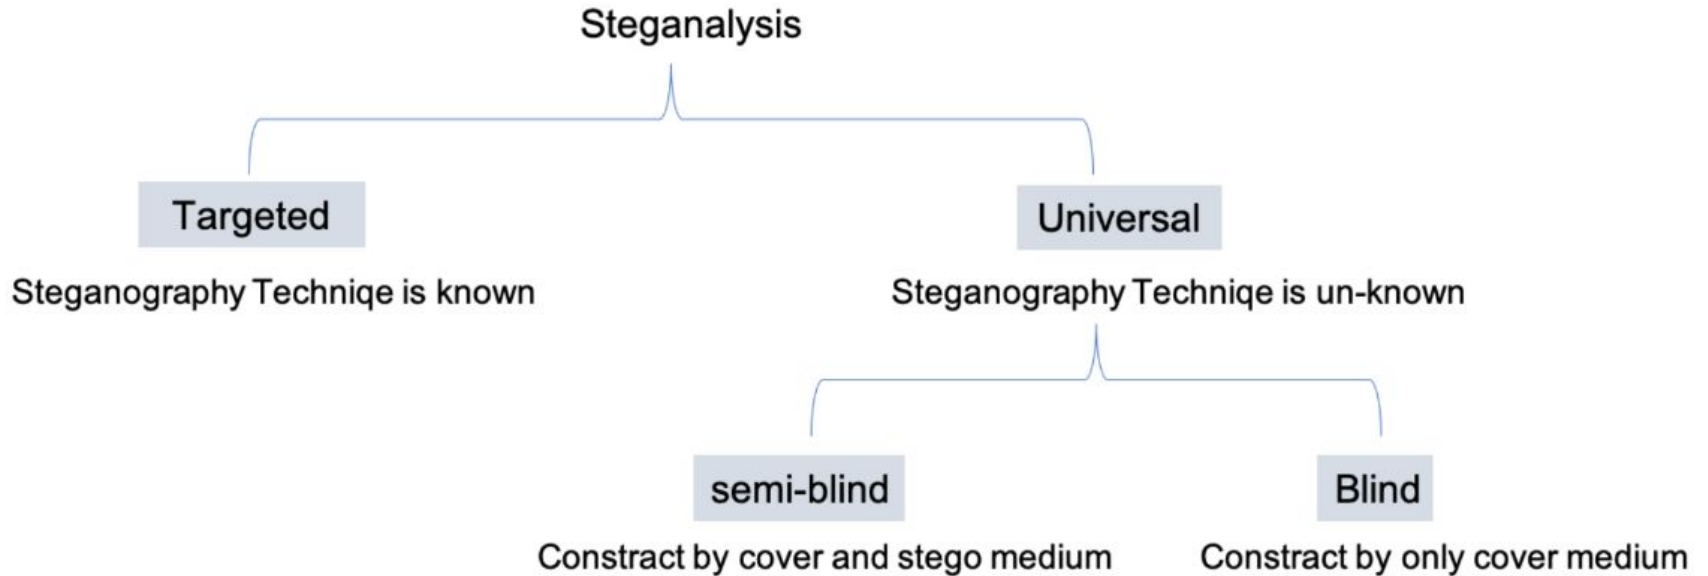 Steganalysis
Targeted
Universal
Steganography Techniqe is known
Steganography Techniqe is un-known
semi-blind
Blind
Constract by cover and stego medium
Constract by only cover medium